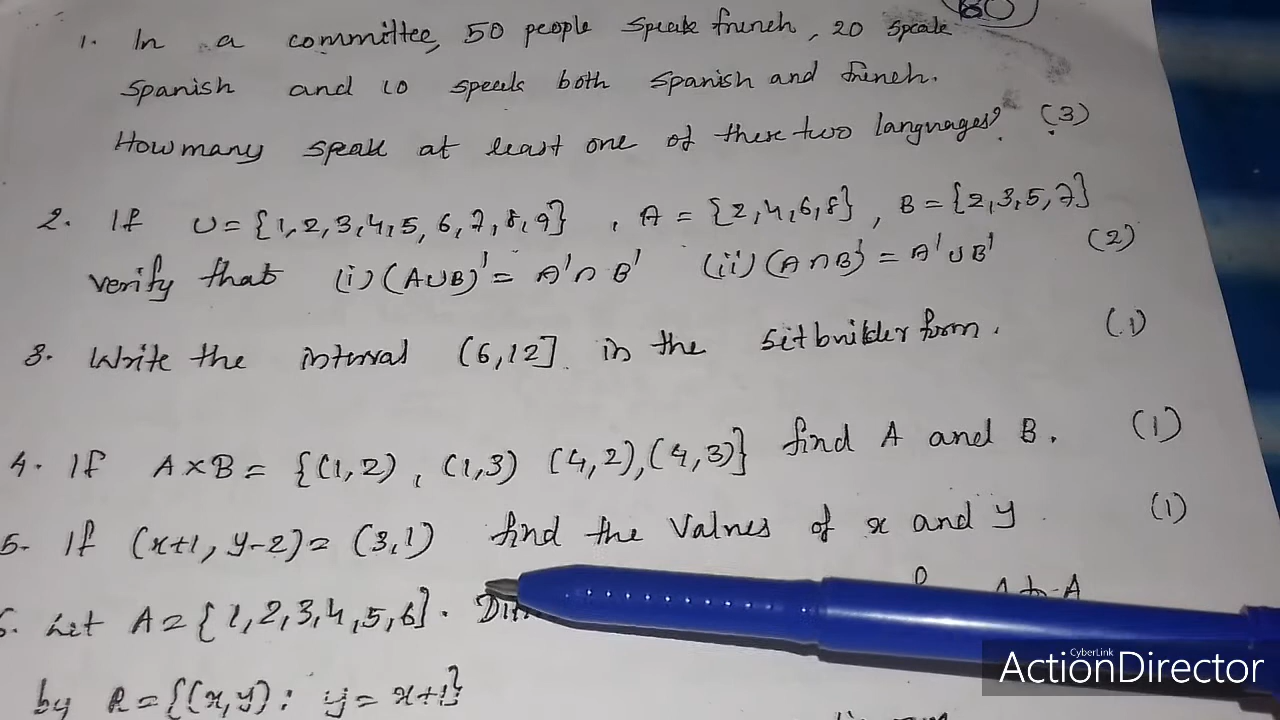 80
1. In a committee, 50 people speak french, 20 speak
Spanish and 10 speeks both Spanish and french.
How many speak at least one of these two languages? (3)
2. If U = {1,2,3,4,5,6,7,8,9}, A = {2,4,6,8}, B = {2,3,5,7}
verify that (i) (A∪B)' = A'∩B' (ii) (A∩B)' = A'∪B' (2)
3. Write the interval (6,12] in the setbuilder form. (1)
4. If A×B = {(1,2), (1,3) (4,2),(4,3)} find A and B. (1)
5- If (x+1, y-2) = (3,1) find the values of x and y (1)
6. Let A = {1,2,3,4,5,6}. A to A
by R = {(x,y): y = x+1}
CyberLink
ActionDirector